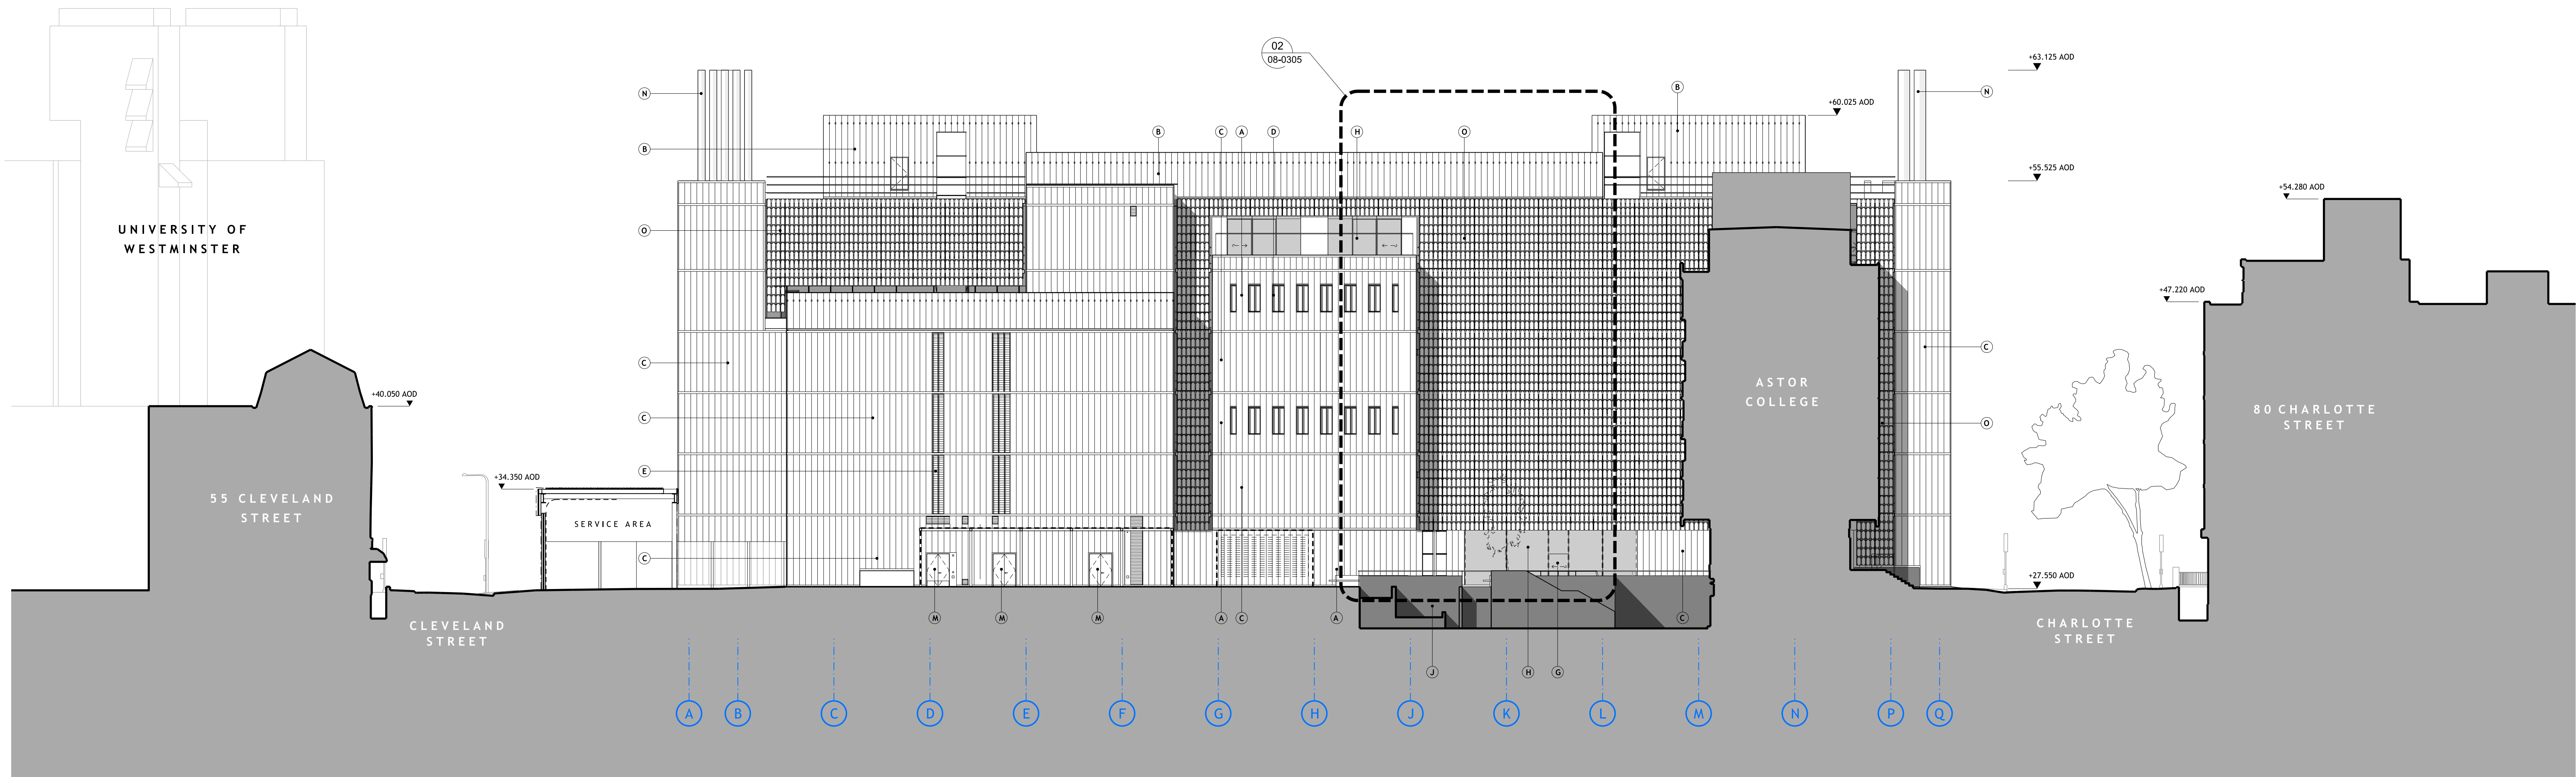 02
08-0305
+63.125 AOD
B
N
N
+60.025 AOD
B
C
A
D
H
O
B
+55.525 AOD
+54.280 AOD
UNIVERSITY OF
WESTMINSTER
O
+47.220 AOD
C
C
ASTOR
COLLEGE
+40.050 AOD
80 CHARLOTTE
STREET
C
O
E
+34.350 AOD
55 CLEVELAND
STREET
SERVICE AREA
C
+27.550 AOD
M
M
M
A
C
A
C
CLEVELAND
STREET
CHARLOTTE
STREET
J
H
G
A
B
C
D
E
F
G
H
J
K
L
M
N
P
Q